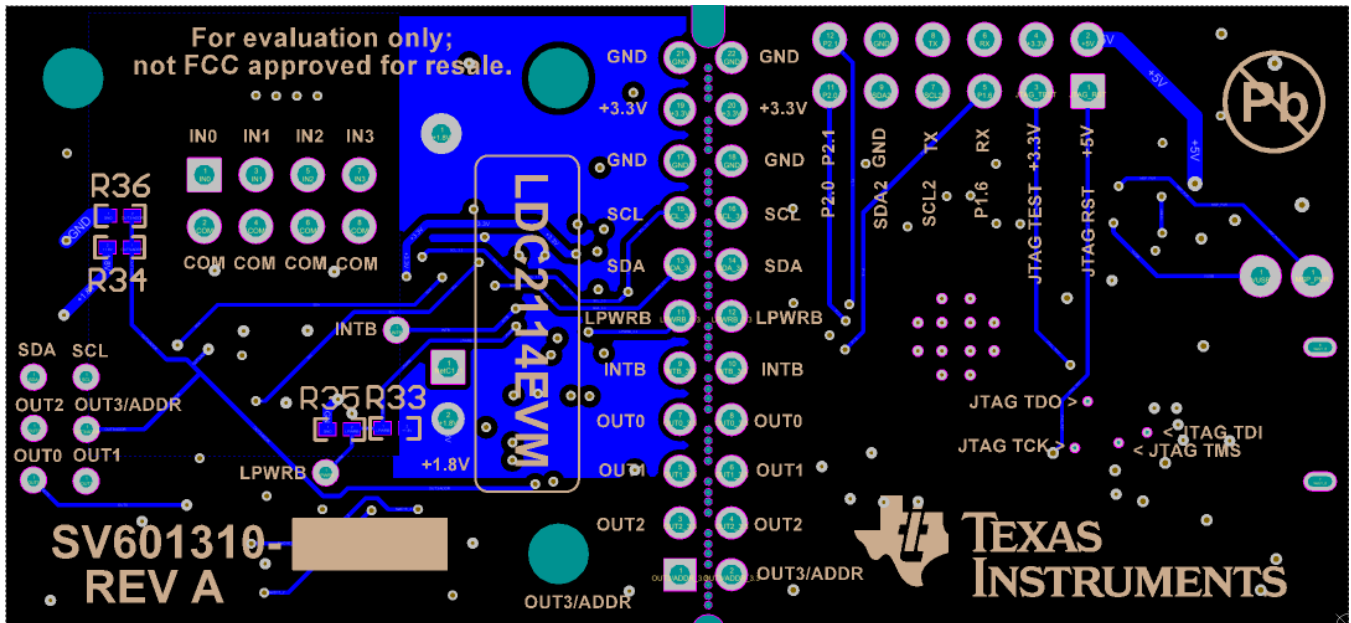 For evaluation only;
not FCC approved for resale.
IN0 IN1 IN2 IN3
COM COM COM COM
R36
R34
GND
SDA SCL
OUT2 OUT3/ADDR
OUT0 OUT1
INTB
R35 R33
LPWRB
+1.8V
LDC2114EVM
SV601310-
REV A
OUT3/ADDR
GND GND
+3.3V +3.3V
GND GND
SCL SCL
SDA SDA
LPWRB LPWRB
INTB INTB
OUT0 OUT0
OUT1 OUT1
OUT2 OUT2
OUT3/ADDR
P2.1 GND TX RX +3.3V +5V
P2.0 SDA2 SCL2 P1.6 JTAG TEST JTAG RST
+5V
+5V
+5V
Pb
JTAG TDO >
JTAG TCK >
< JTAG TDI
< JTAG TMS
TEXAS
INSTRUMENTS